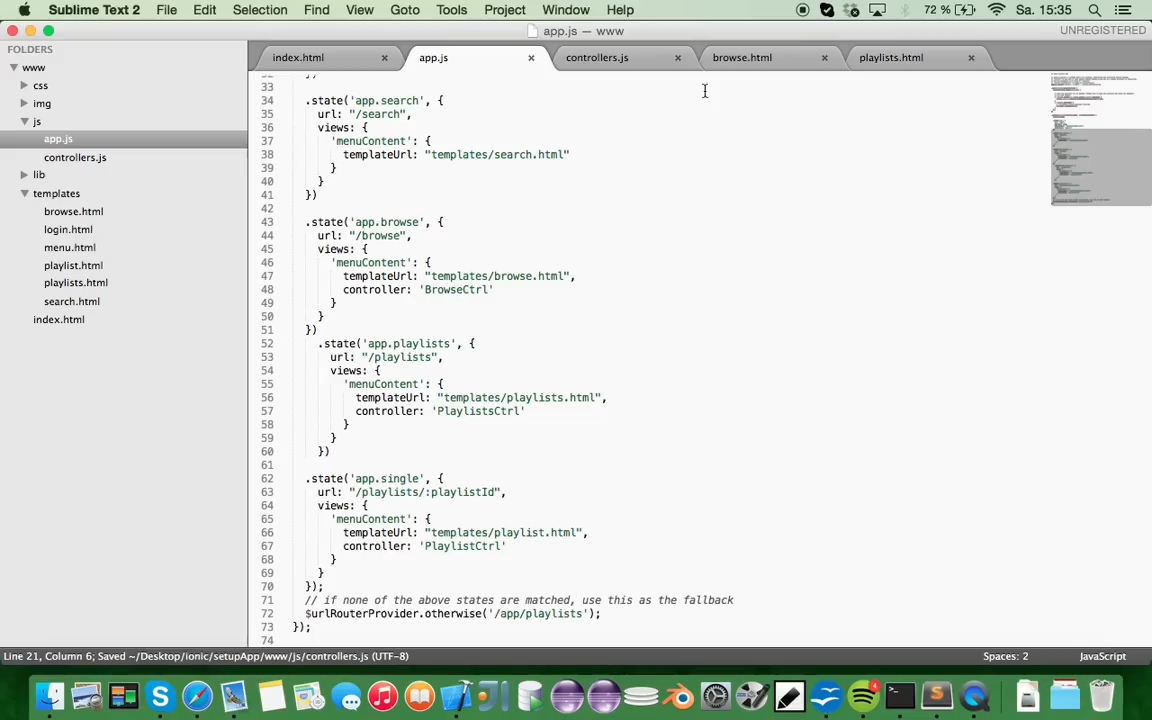 Sublime Text 2 File Edit Selection Find View Goto Tools Project Window Help 72 % Sa. 15:35
app.js — www UNREGISTERED
FOLDERS
www
css
img
js
app.js
controllers.js
lib
templates
browse.html
login.html
menu.html
playlist.html
playlists.html
search.html
index.html
index.html app.js controllers.js browse.html playlists.html
33
34 .state('app.search', {
35 url: "/search",
36 views: {
37 'menuContent': {
38 templateUrl: "templates/search.html"
39 }
40 }
41 })
42
43 .state('app.browse', {
44 url: "/browse",
45 views: {
46 'menuContent': {
47 templateUrl: "templates/browse.html",
48 controller: 'BrowseCtrl'
49 }
50 }
51 })
52 .state('app.playlists', {
53 url: "/playlists",
54 views: {
55 'menuContent': {
56 templateUrl: "templates/playlists.html",
57 controller: 'PlaylistsCtrl'
58 }
59 }
60 })
61
62 .state('app.single', {
63 url: "/playlists/:playlistId",
64 views: {
65 'menuContent': {
66 templateUrl: "templates/playlist.html",
67 controller: 'PlaylistCtrl'
68 }
69 }
70 });
71 // if none of the above states are matched, use this as the fallback
72 $urlRouterProvider.otherwise('/app/playlists');
73 });
74
Line 21, Column 6; Saved ~/Desktop/ionic/setupApp/www/js/controllers.js (UTF-8) Spaces: 2 JavaScript
4